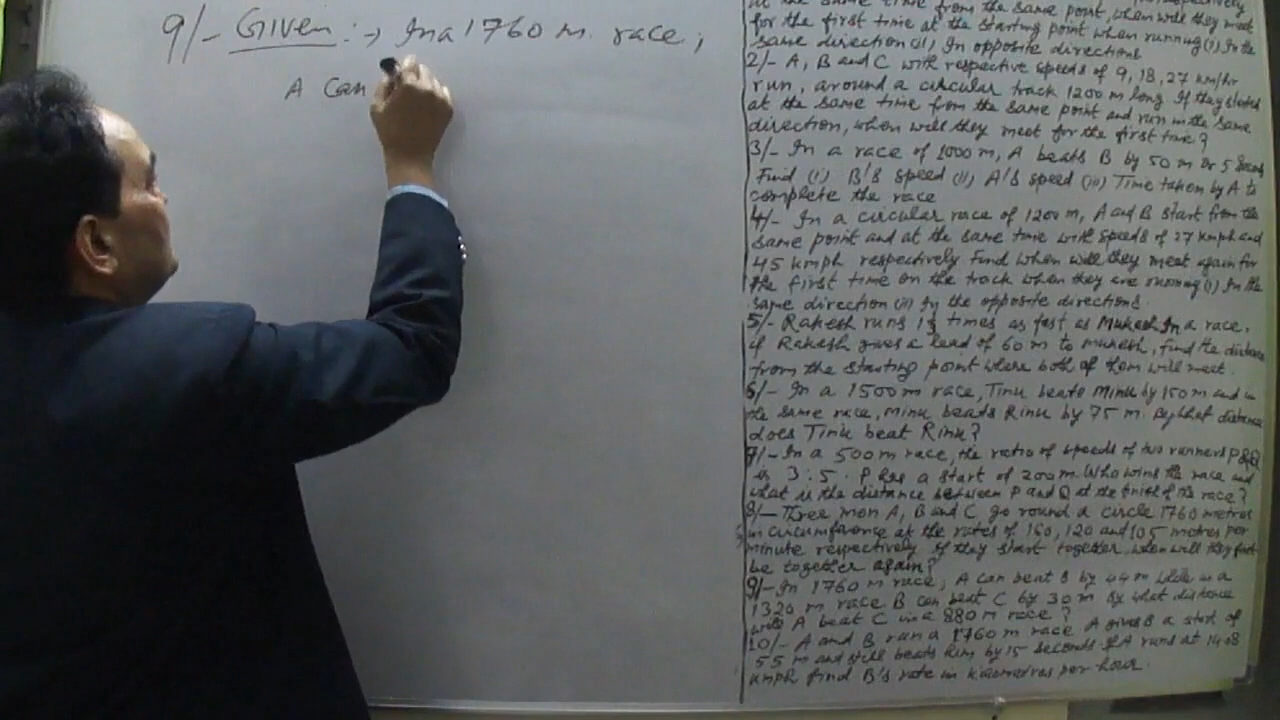 9/- Given :→ In a 1760 m. race,
A can
at the same time from the same point, when will they meet
for the first time at the starting point when running (i) In the
same direction (ii) In opposite directions
2/- A, B and C with respective speeds of 9, 18, 27 km/hr
run, around a circular track 1200 m long. If they started
at the same time from the same point and run in the same
direction, when will they meet for the first time?
3/- In a race of 1000 m, A beats B by 50 m or 5 seconds
Find (i) B's speed (ii) A's speed (iii) Time taken by A to
complete the race
4/- In a circular race of 1200 m, A and B start from the
same point and at the same time with speeds of 27 kmph and
45 kmph respectively Find when will they meet again for
the first time on the track when they are running (i) In the
same direction (ii) In the opposite directions.
5/- Rakesh runs times as fast as Mukesh In a race,
if Rakesh gives a lead of 60 m to mukesh, find the distance
from the starting point where both of them will meet.
6/- In a 1500 m race, Tinu beats Minu by 150 m and in
the same race, Minu beats Rinu by 75 m. By what distance
does Tinu beat Rinu?
7/- In a 500m race, the ratio of speeds of two runners P & Q
is 3:5. P has a start of 200 m. Who wins the race and
what is the distance between P and Q at the finish of the race?
8/- Three men A, B and C go round a circle 1760 metres
in circumference at the rates of 160, 120 and 105 metres per
minute respectively If they start together, when will they first
be together again?
9/- In 1760 m race, A can beat B by 44 m while in a
1320 m race B can beat C by 30 m By what distance
will A beat C in a 880 m race?
10/- A and B run a 1760 m race A gives B a start of
55 m and still beats him by 15 seconds If A runs at 14.08
kmph find B's rate in kilometres per hour.